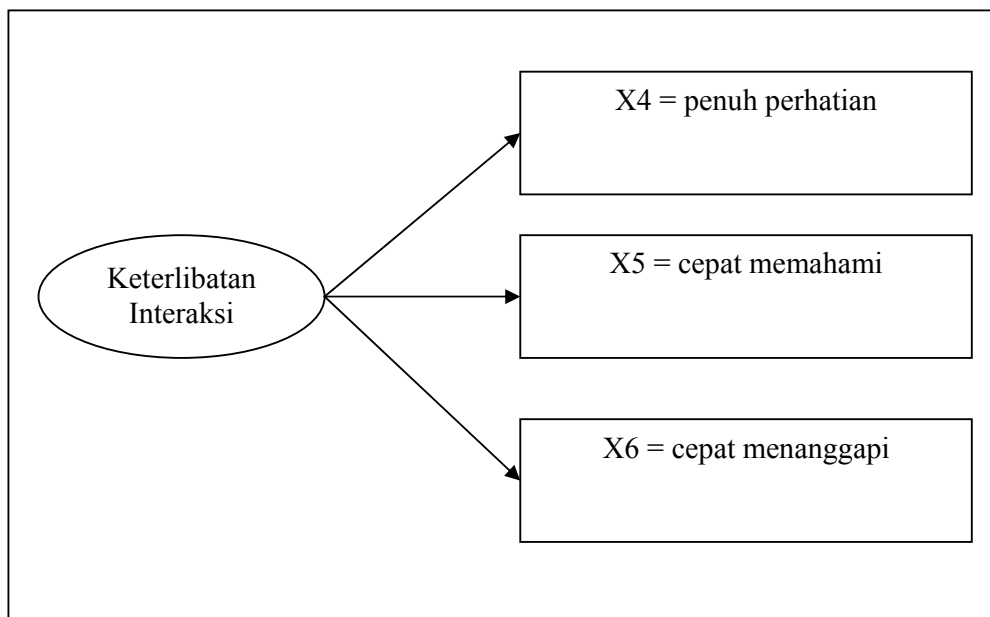 X4 = penuh perhatian
Keterlibatan
Interaksi
X5 = cepat memahami
X6 = cepat menanggapi